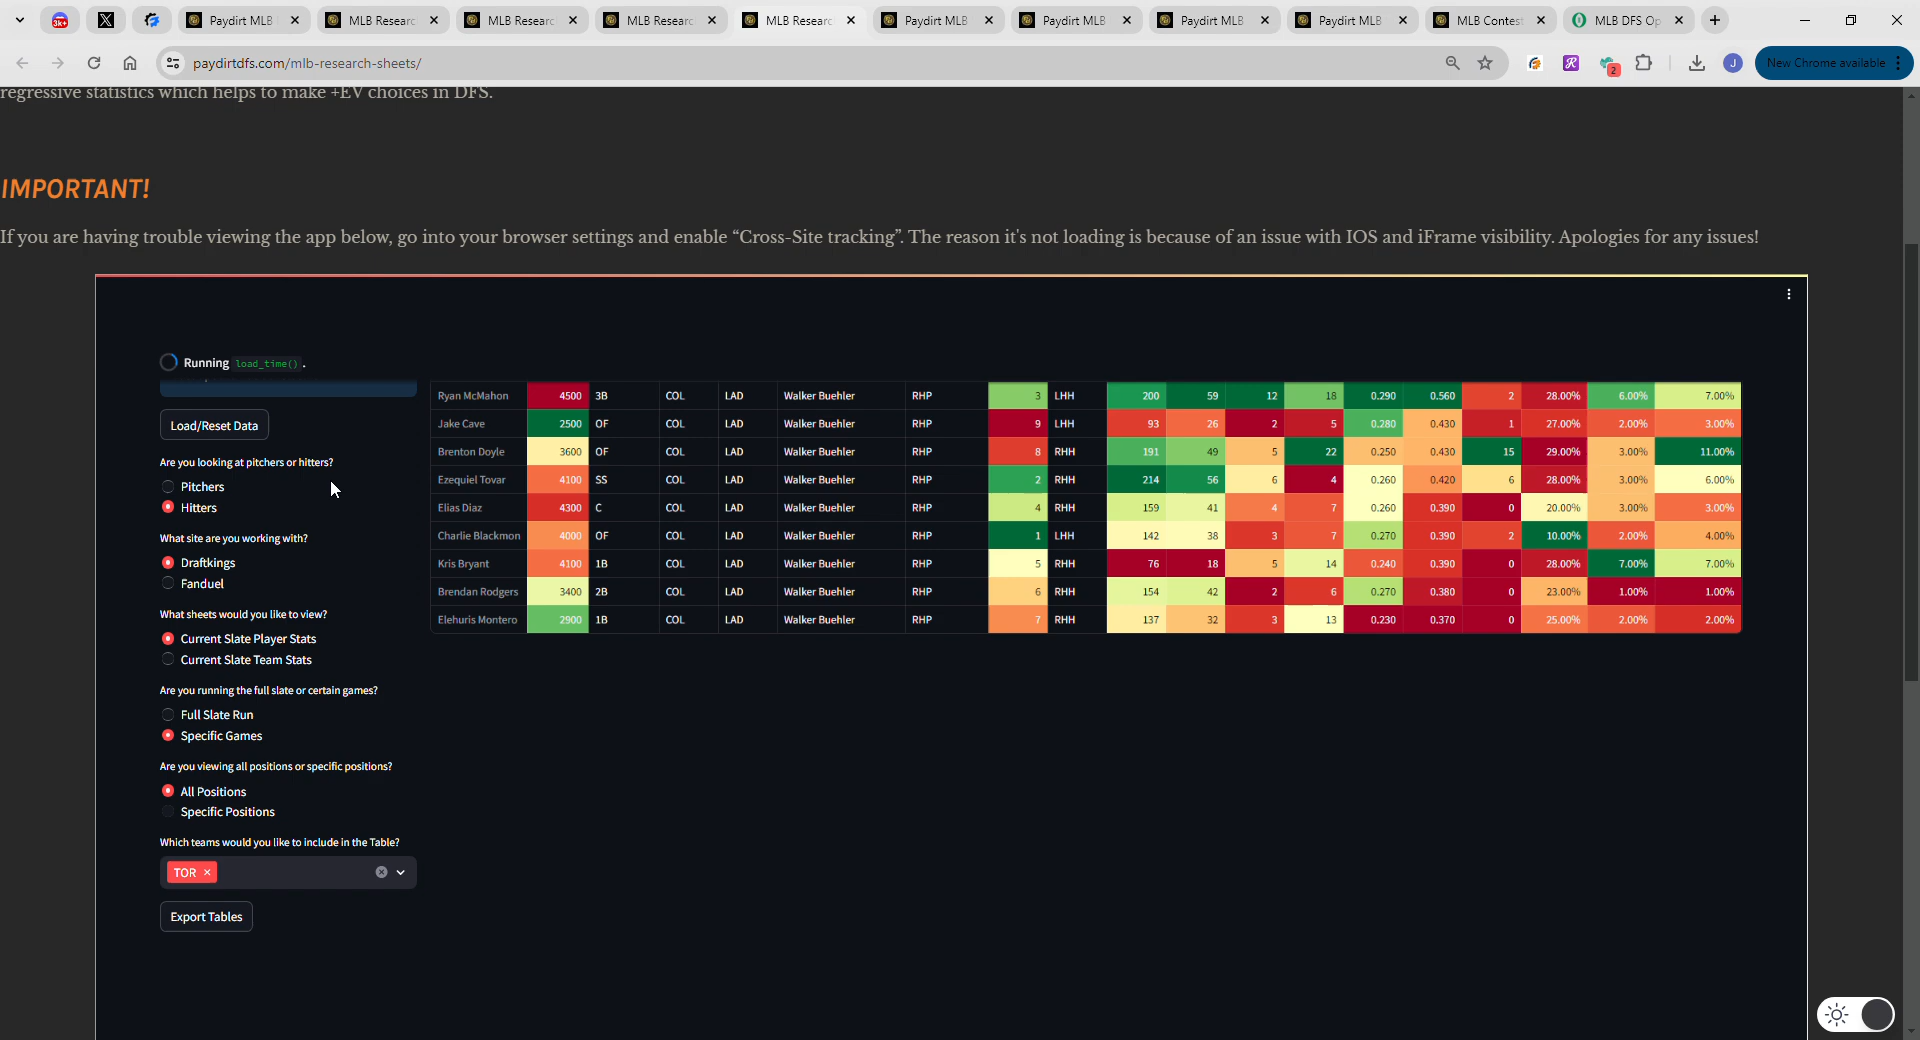 Paydirt MLB
MLB Researc
MLB Researc
MLB Researc
MLB Researc
Paydirt MLB
Paydirt MLB
Paydirt MLB
Paydirt MLB
MLB Contest
MLB DFS Op
paydirtdfs.com/mlb-research-sheets/
2
J
New Chrome available
regressive statistics which helps to make +EV choices in DFS.
IMPORTANT!
If you are having trouble viewing the app below, go into your browser settings and enable “Cross-Site tracking”. The reason it's not loading is because of an issue with IOS and iFrame visibility. Apologies for any issues!
Running load_time() .
Load/Reset Data
Are you looking at pitchers or hitters?
Pitchers
Hitters
What site are you working with?
Draftkings
Fanduel
What sheets would you like to view?
Current Slate Player Stats
Current Slate Team Stats
Are you running the full slate or certain games?
Full Slate Run
Specific Games
Are you viewing all positions or specific positions?
All Positions
Specific Positions
Which teams would you like to include in the Table?
TOR ×
Export Tables
Ryan McMahon 4500 3B COL LAD Walker Buehler RHP 3 LHH 200 59 12 18 0.290 0.560 2 28.00% 6.00% 7.00%
Jake Cave 2500 OF COL LAD Walker Buehler RHP 9 LHH 93 26 2 5 0.280 0.430 1 27.00% 2.00% 3.00%
Brenton Doyle 3600 OF COL LAD Walker Buehler RHP 8 RHH 191 49 5 22 0.250 0.430 15 29.00% 3.00% 11.00%
Ezequiel Tovar 4100 SS COL LAD Walker Buehler RHP 2 RHH 214 56 6 4 0.260 0.420 6 28.00% 3.00% 6.00%
Elias Diaz 4300 C COL LAD Walker Buehler RHP 4 RHH 159 41 4 7 0.260 0.390 0 20.00% 3.00% 3.00%
Charlie Blackmon 4000 OF COL LAD Walker Buehler RHP 1 LHH 142 38 3 7 0.270 0.390 2 10.00% 2.00% 4.00%
Kris Bryant 4100 1B COL LAD Walker Buehler RHP 5 RHH 76 18 5 14 0.240 0.390 0 28.00% 7.00% 7.00%
Brendan Rodgers 3400 2B COL LAD Walker Buehler RHP 6 RHH 154 42 2 6 0.270 0.380 0 23.00% 1.00% 1.00%
Elehuris Montero 2900 1B COL LAD Walker Buehler RHP 7 RHH 137 32 3 13 0.230 0.370 0 25.00% 2.00% 2.00%